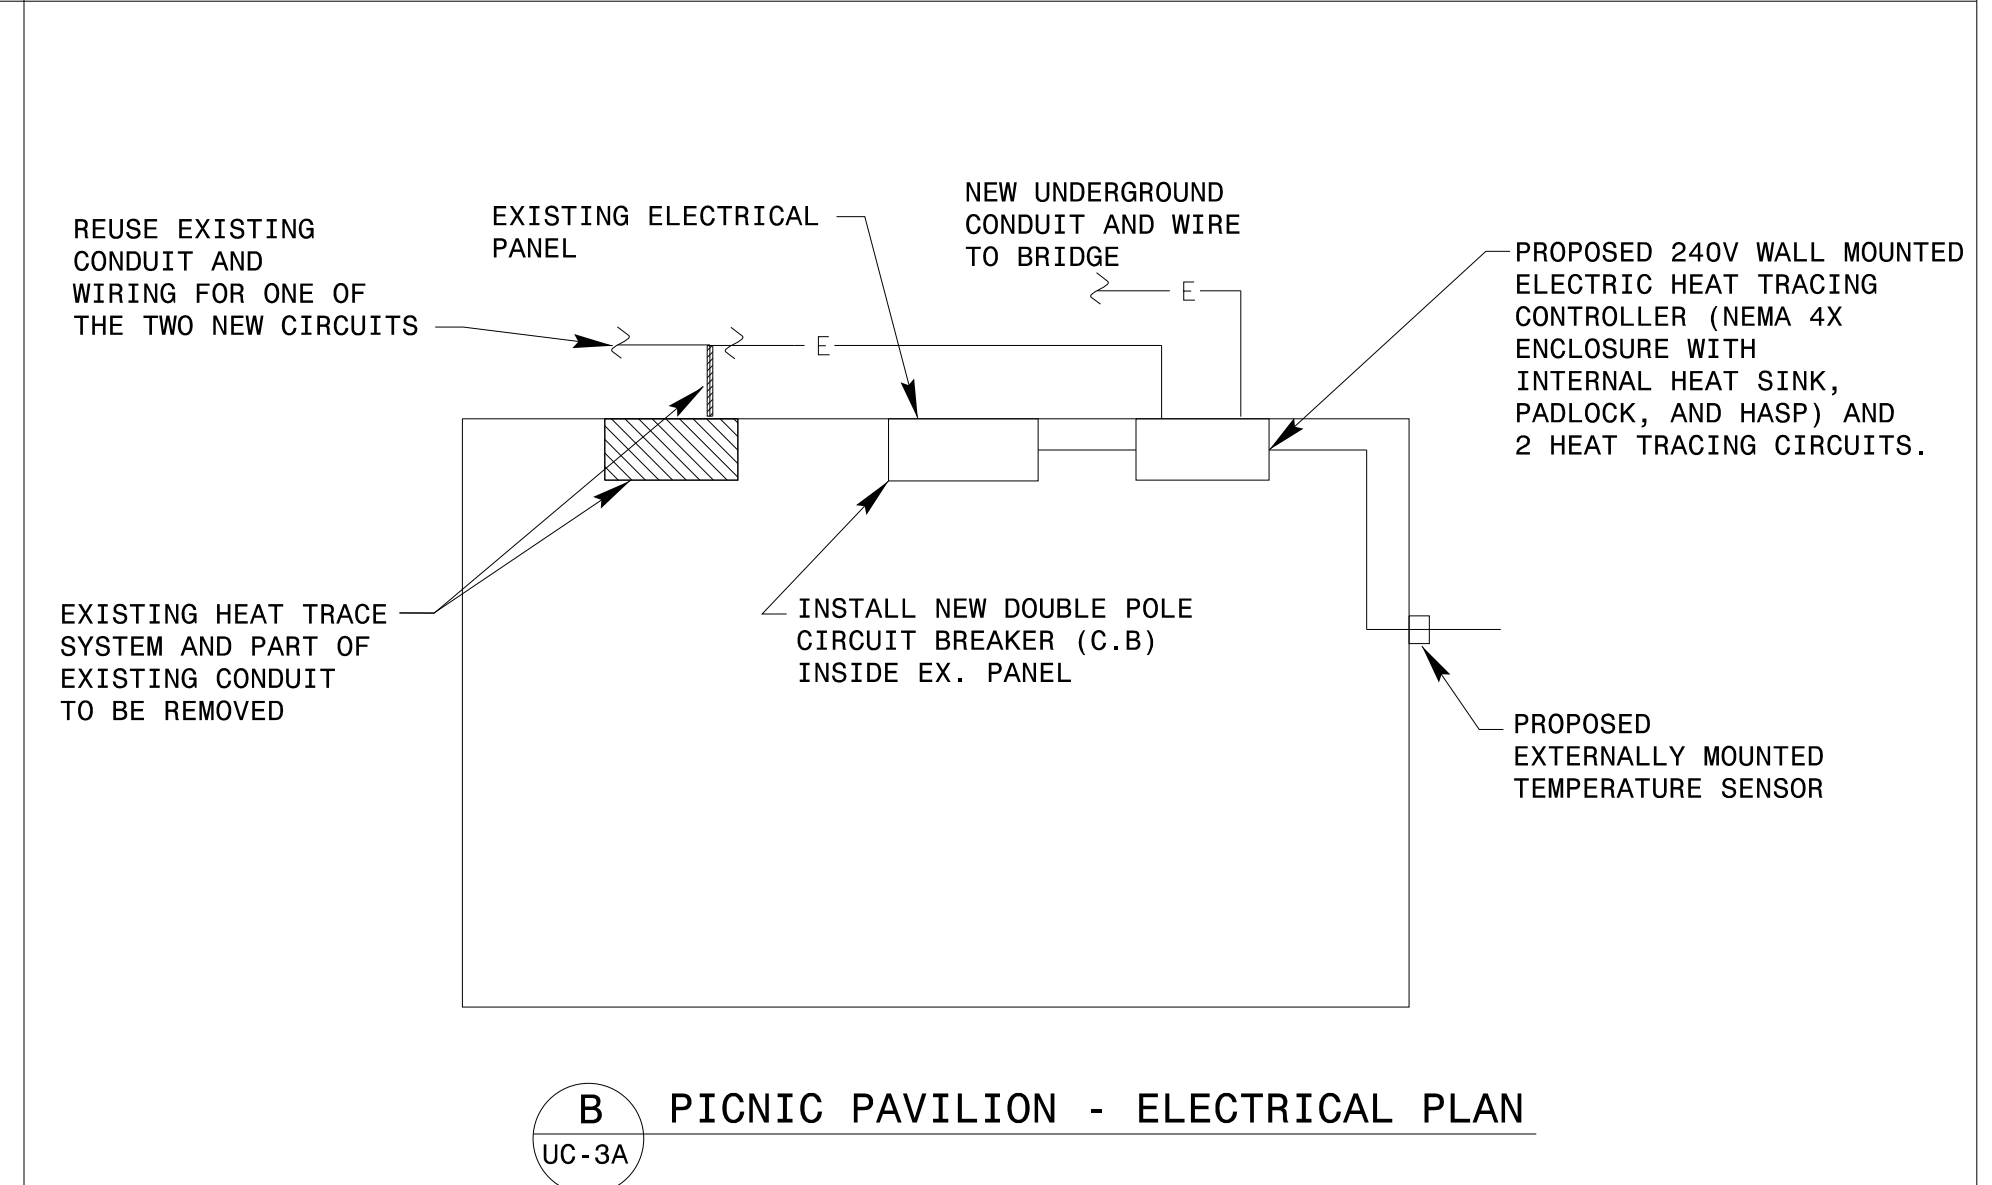 REUSE EXISTING
CONDUIT AND
WIRING FOR ONE OF
THE TWO NEW CIRCUITS
EXISTING ELECTRICAL
PANEL
NEW UNDERGROUND
CONDUIT AND WIRE
TO BRIDGE
E
E
PROPOSED 240V WALL MOUNTED
ELECTRIC HEAT TRACING
CONTROLLER (NEMA 4X
ENCLOSURE WITH
INTERNAL HEAT SINK,
PADLOCK, AND HASP) AND
2 HEAT TRACING CIRCUITS.
EXISTING HEAT TRACE
SYSTEM AND PART OF
EXISTING CONDUIT
TO BE REMOVED
INSTALL NEW DOUBLE POLE
CIRCUIT BREAKER (C.B)
INSIDE EX. PANEL
PROPOSED
EXTERNALLY MOUNTED
TEMPERATURE SENSOR
B
UC-3A
PICNIC PAVILION - ELECTRICAL PLAN